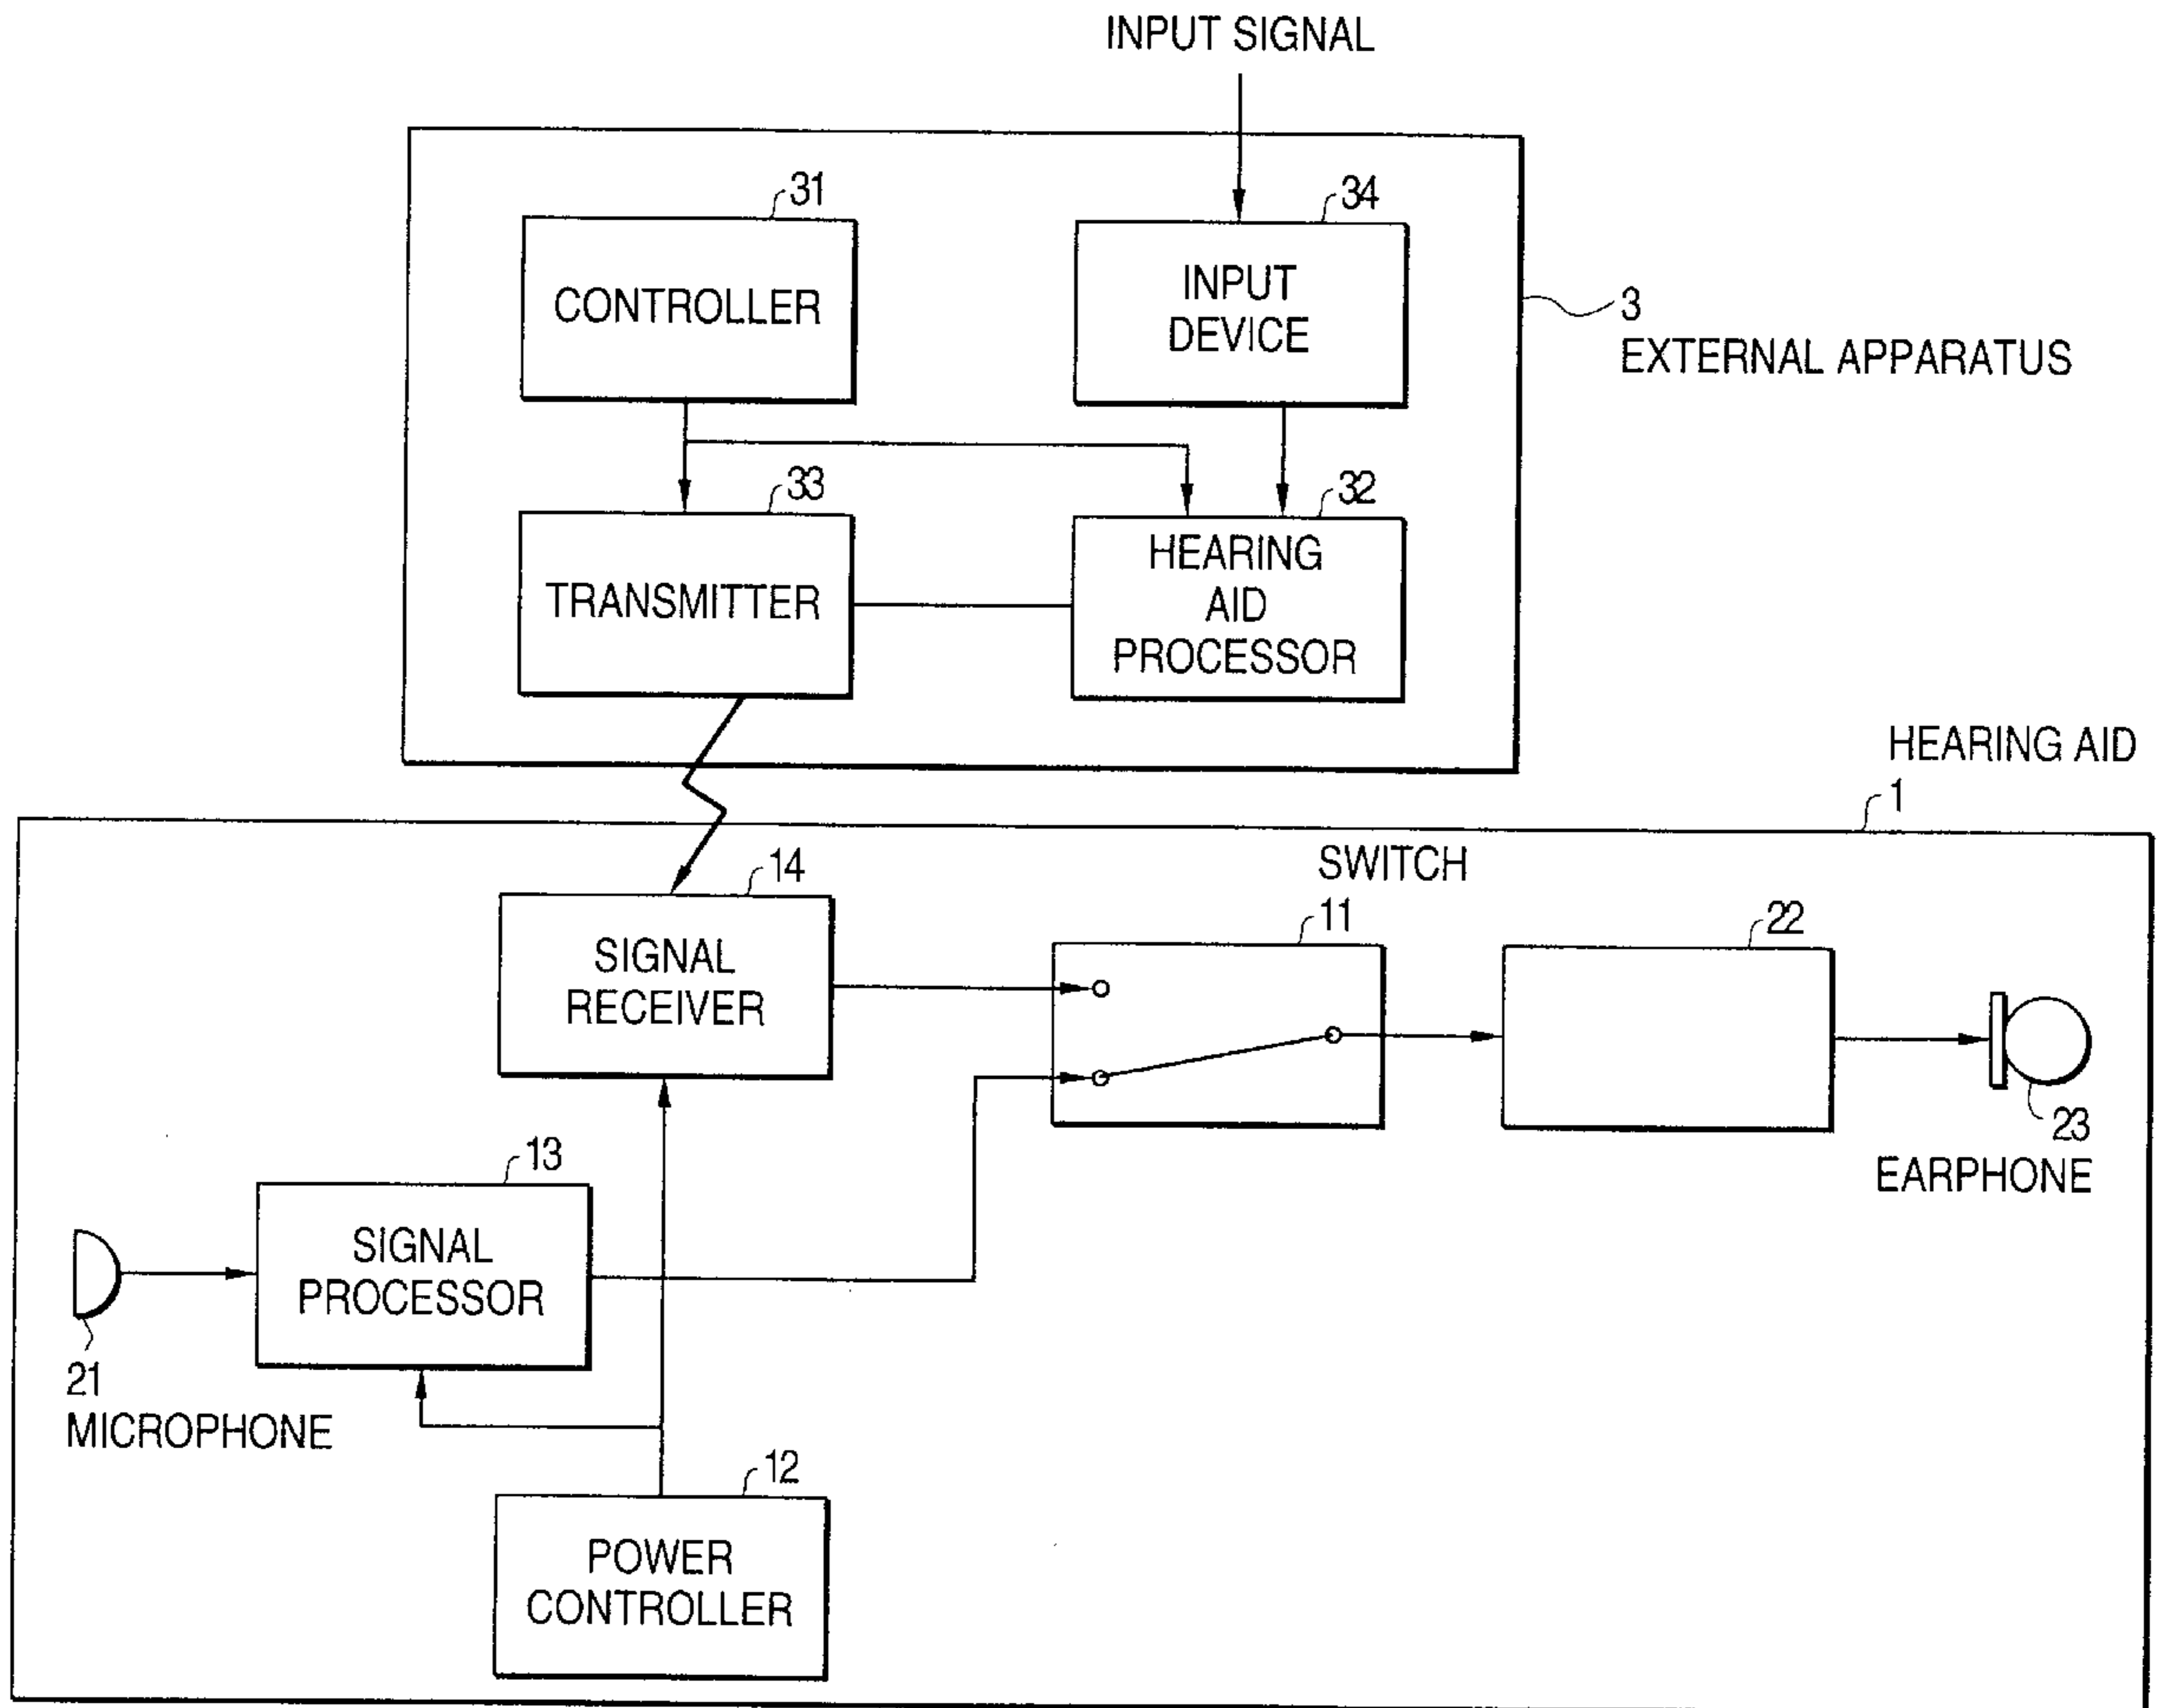 INPUT SIGNAL
31
34
CONTROLLER
INPUT
DEVICE
3
EXTERNAL APPARATUS
33
32
TRANSMITTER
HEARING
AID
PROCESSOR
HEARING AID
1
14
SWITCH
11
22
SIGNAL
RECEIVER
23
EARPHONE
13
SIGNAL
PROCESSOR
21
MICROPHONE
12
POWER
CONTROLLER